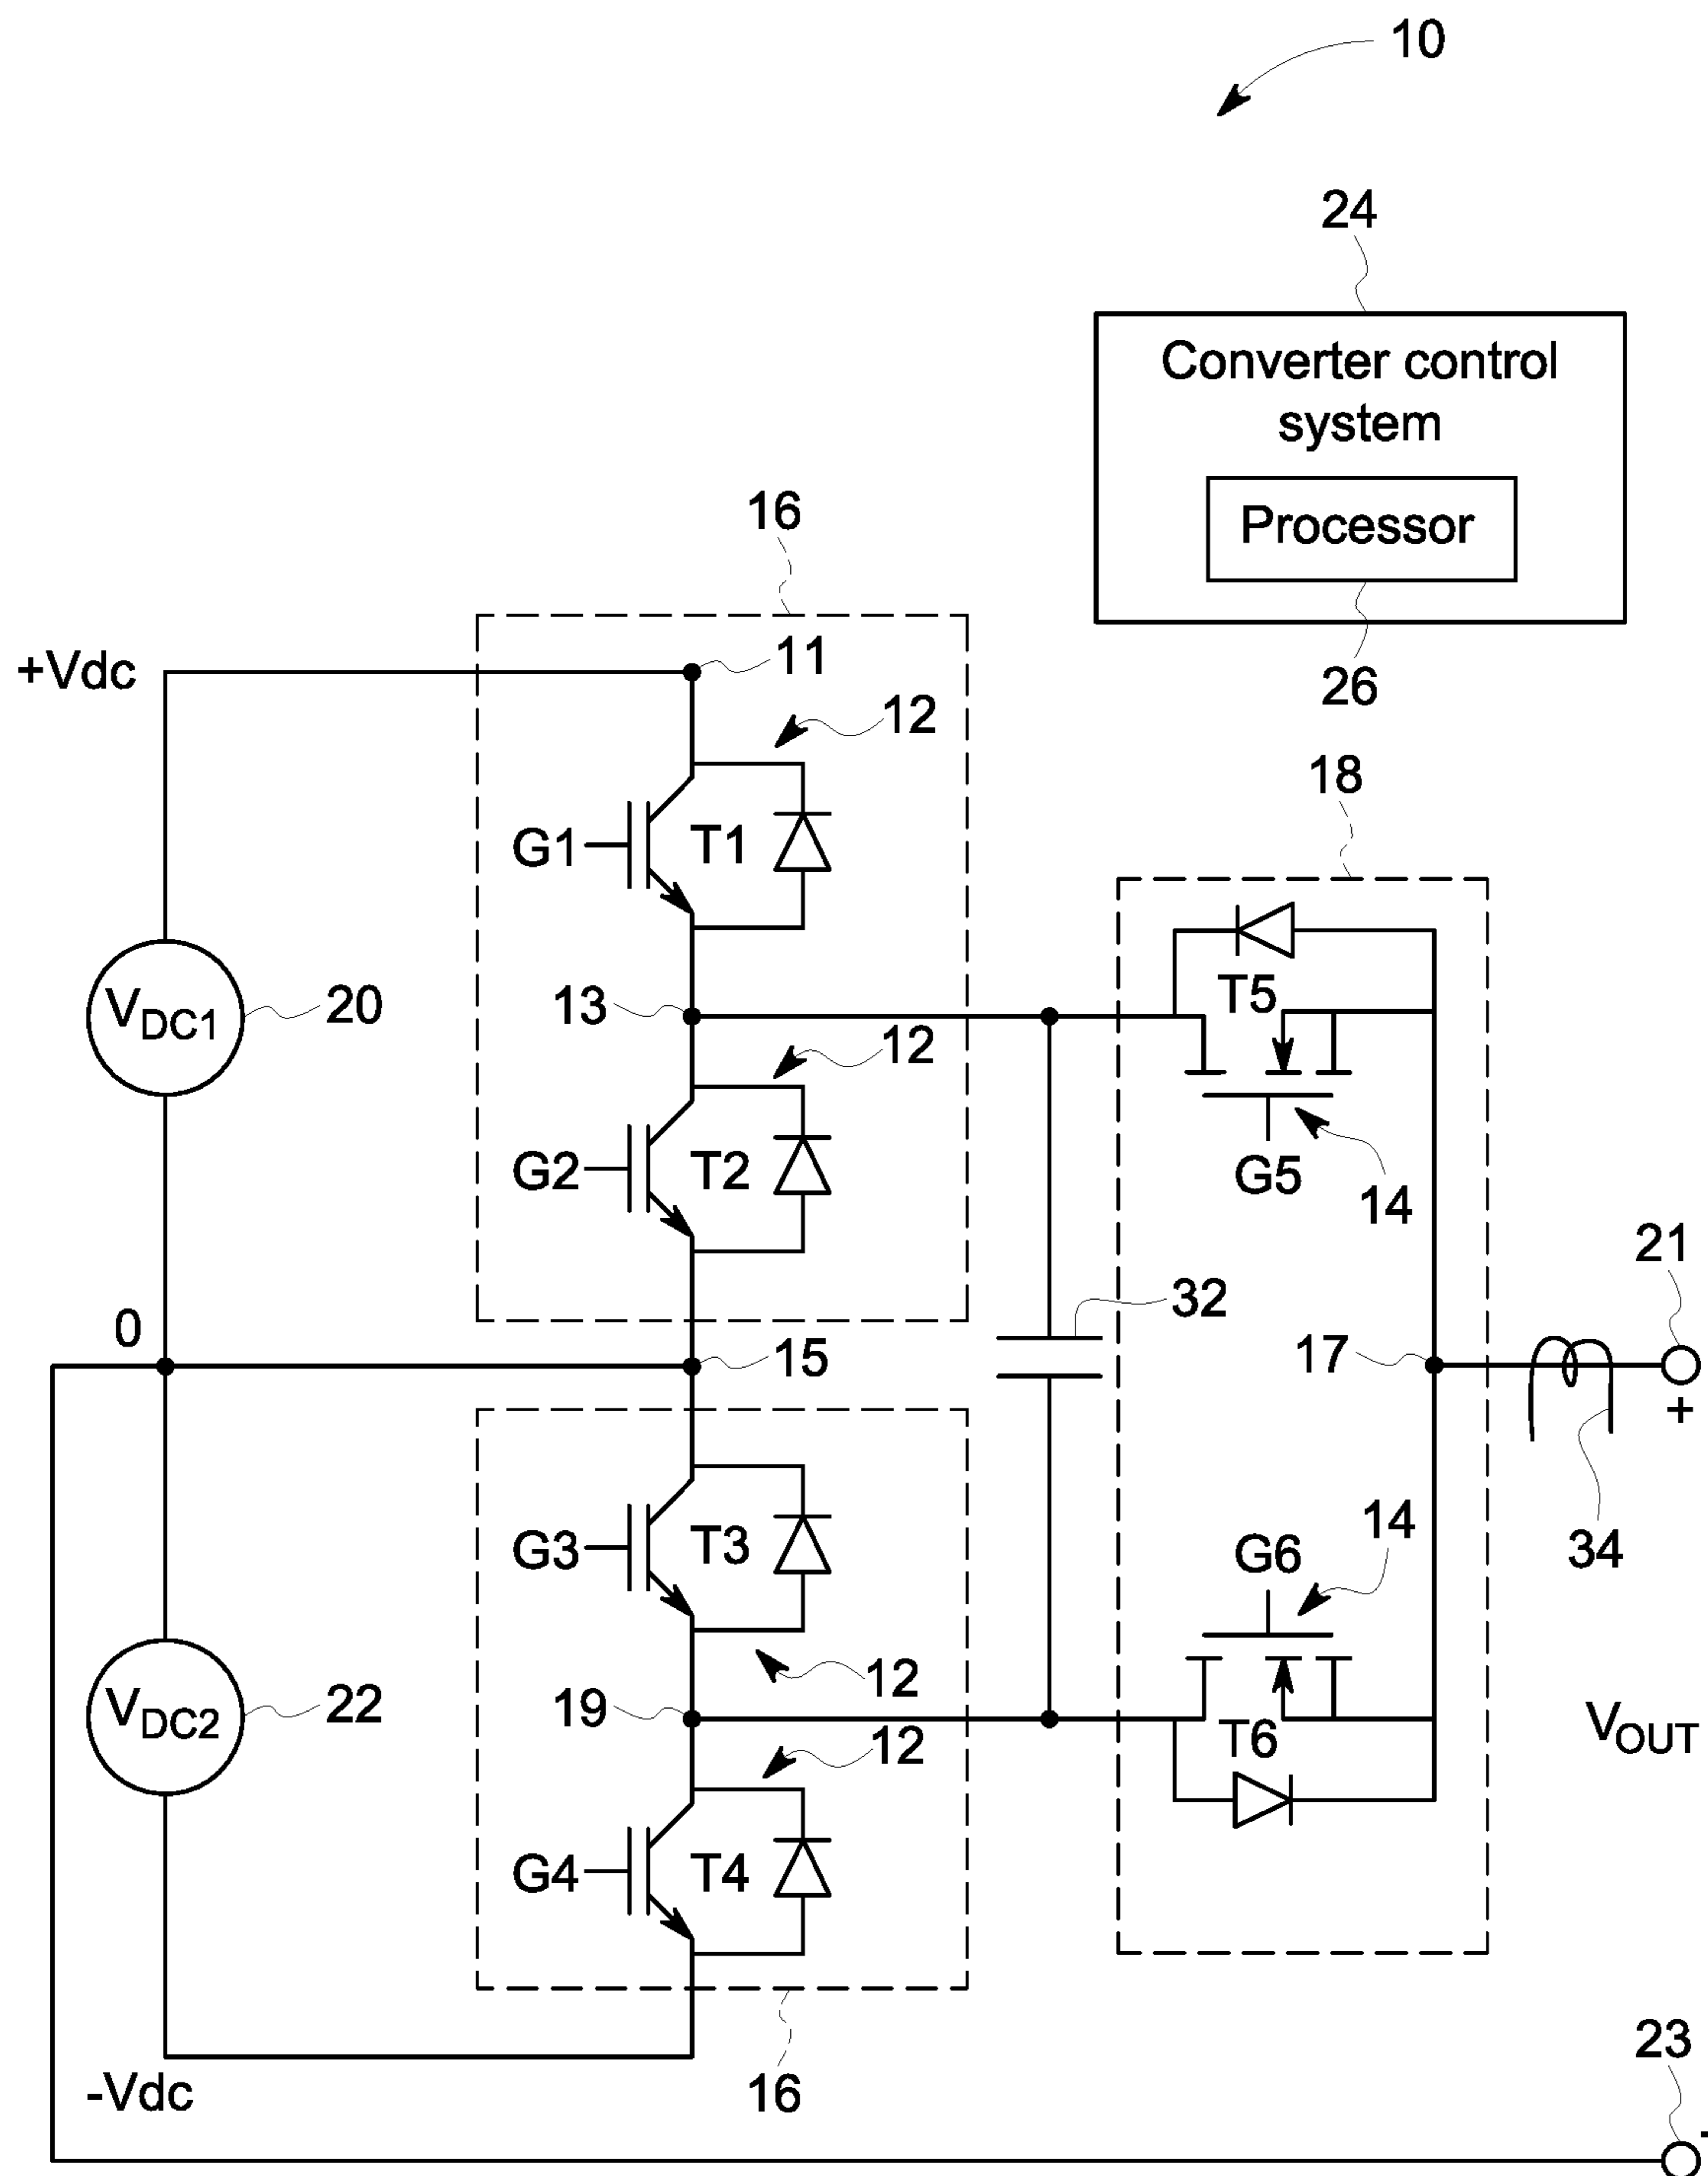 10
24
Converter control
system
Processor
26
16
11
+Vdc
12
18
G1
T1
T5
VDC1
20
13
12
G2
T2
G5
14
21
0
32
15
17
+
34
G3
T3
G6
14
12
VDC2
22
19
12
T6
VOUT
G4
T4
-Vdc
16
23
-